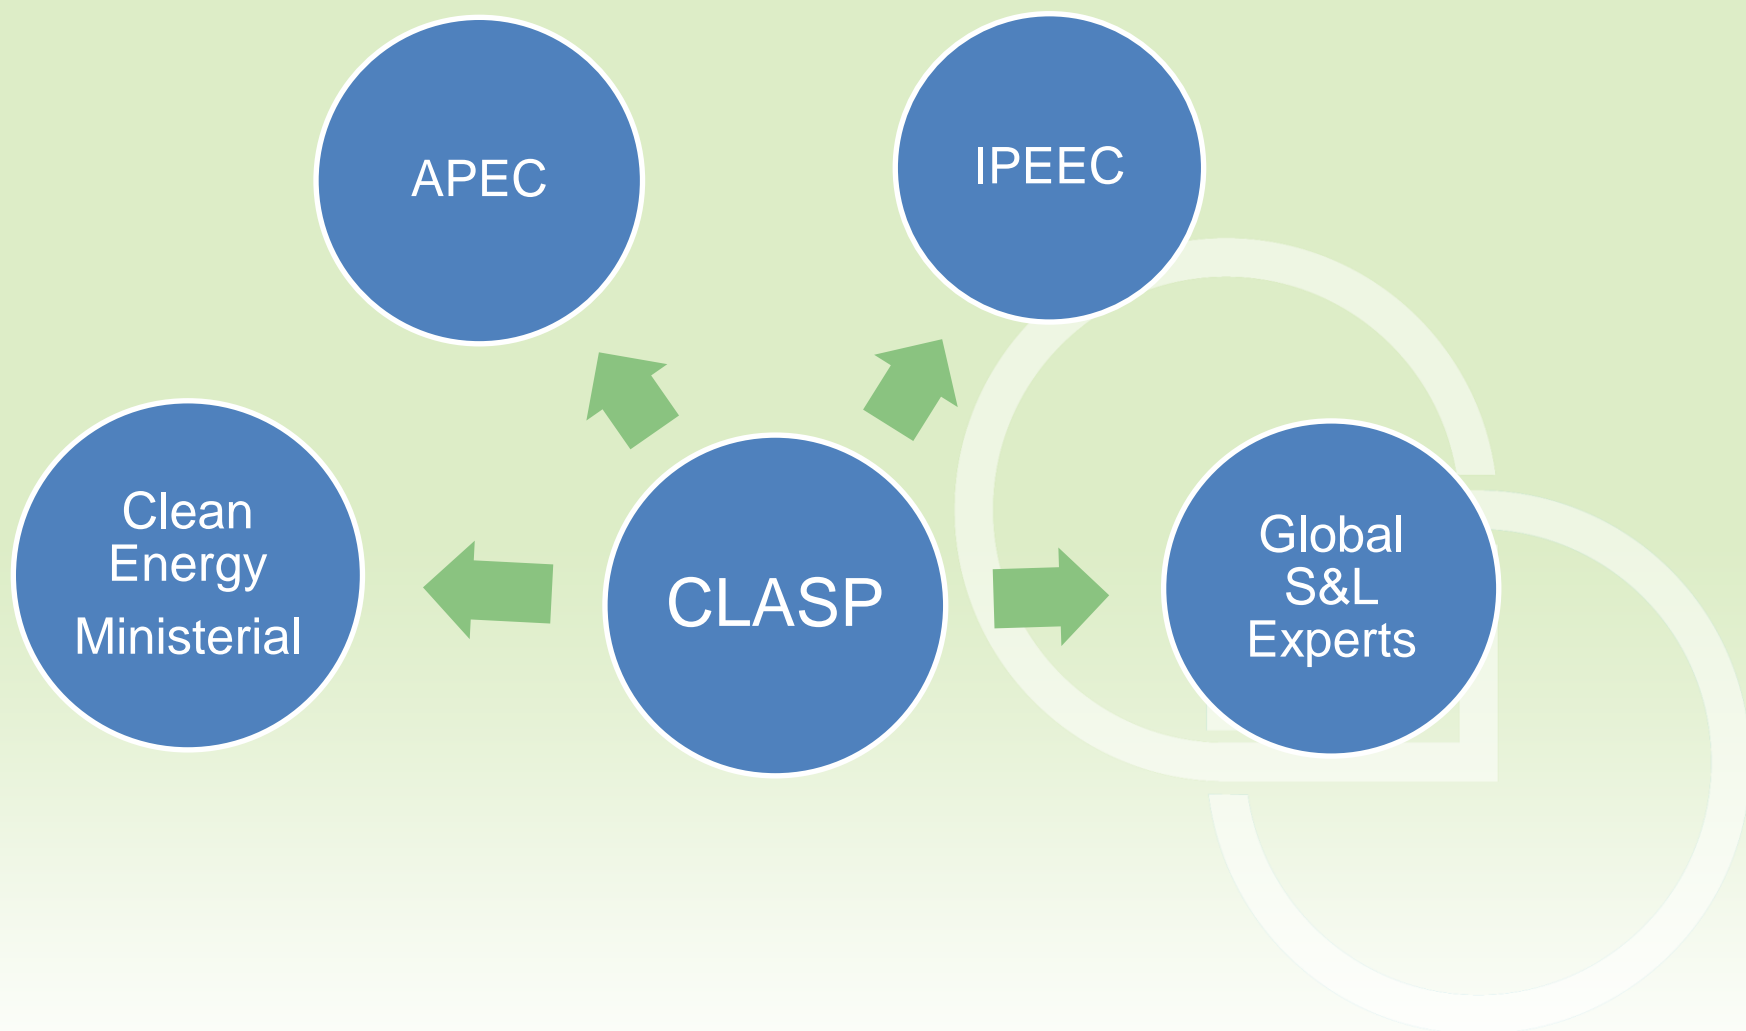 APEC
IPEEC
Clean
Energy
Ministerial
CLASP
Global
S&L
Experts